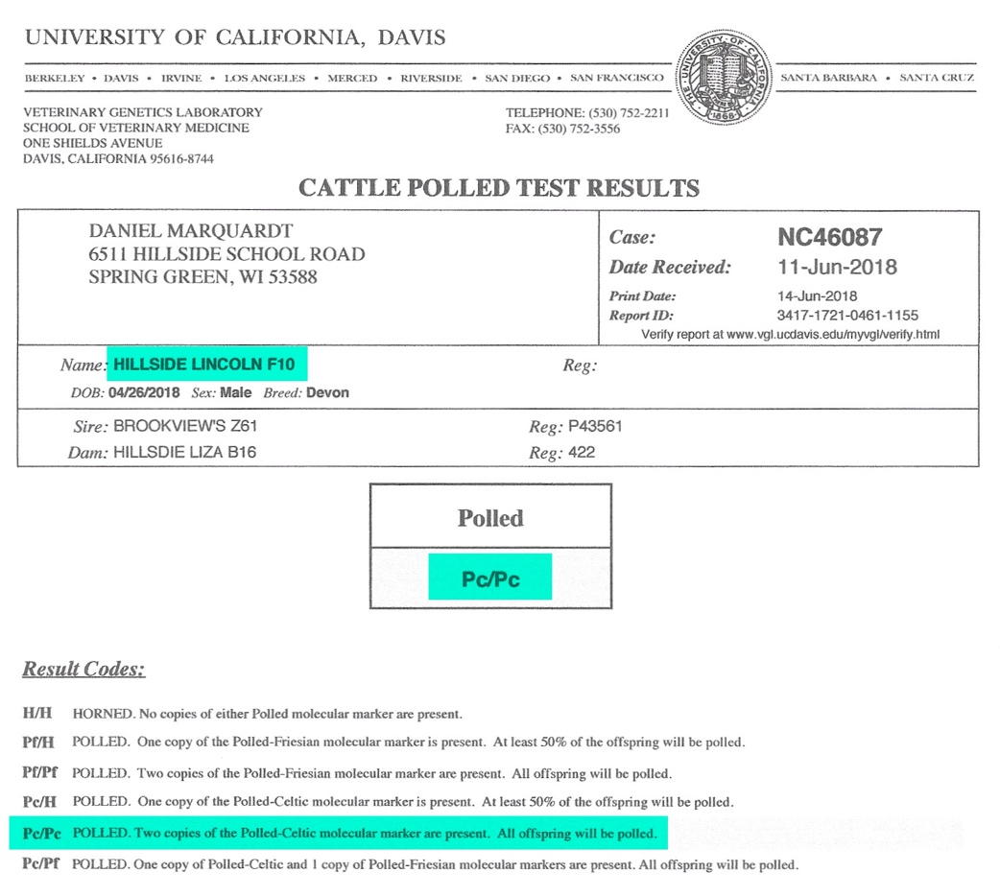 UNIVERSITY OF CALIFORNIA, DAVIS
BERKELEY • DAVIS • IRVINE • LOS ANGELES • MERCED • RIVERSIDE • SAN DIEGO • SAN FRANCISCO
SANTA BARBARA • SANTA CRUZ
THE UNIVERSITY OF CALIFORNIA
1868
VETERINARY GENETICS LABORATORY
SCHOOL OF VETERINARY MEDICINE
ONE SHIELDS AVENUE
DAVIS, CALIFORNIA 95616-8744
TELEPHONE: (530) 752-2211
FAX: (530) 752-3556
CATTLE POLLED TEST RESULTS
DANIEL MARQUARDT
6511 HILLSIDE SCHOOL ROAD
SPRING GREEN, WI 53588
Case: NC46087
Date Received: 11-Jun-2018
Print Date: 14-Jun-2018
Report ID: 3417-1721-0461-1155
Verify report at www.vgl.ucdavis.edu/myvgl/verify.html
Name: HILLSIDE LINCOLN F10 Reg:
DOB: 04/26/2018 Sex: Male Breed: Devon
Sire: BROOKVIEW'S Z61 Reg: P43561
Dam: HILLSDIE LIZA B16 Reg: 422
Polled
Pc/Pc
Result Codes:
H/H HORNED. No copies of either Polled molecular marker are present.
Pf/H POLLED. One copy of the Polled-Friesian molecular marker is present. At least 50% of the offspring will be polled.
Pf/Pf POLLED. Two copies of the Polled-Friesian molecular marker are present. All offspring will be polled.
Pc/H POLLED. One copy of the Polled-Celtic molecular marker is present. At least 50% of the offspring will be polled.
Pc/Pc POLLED. Two copies of the Polled-Celtic molecular marker are present. All offspring will be polled.
Pc/Pf POLLED. One copy of Polled-Celtic and 1 copy of Polled-Friesian molecular markers are present. All offspring will be polled.